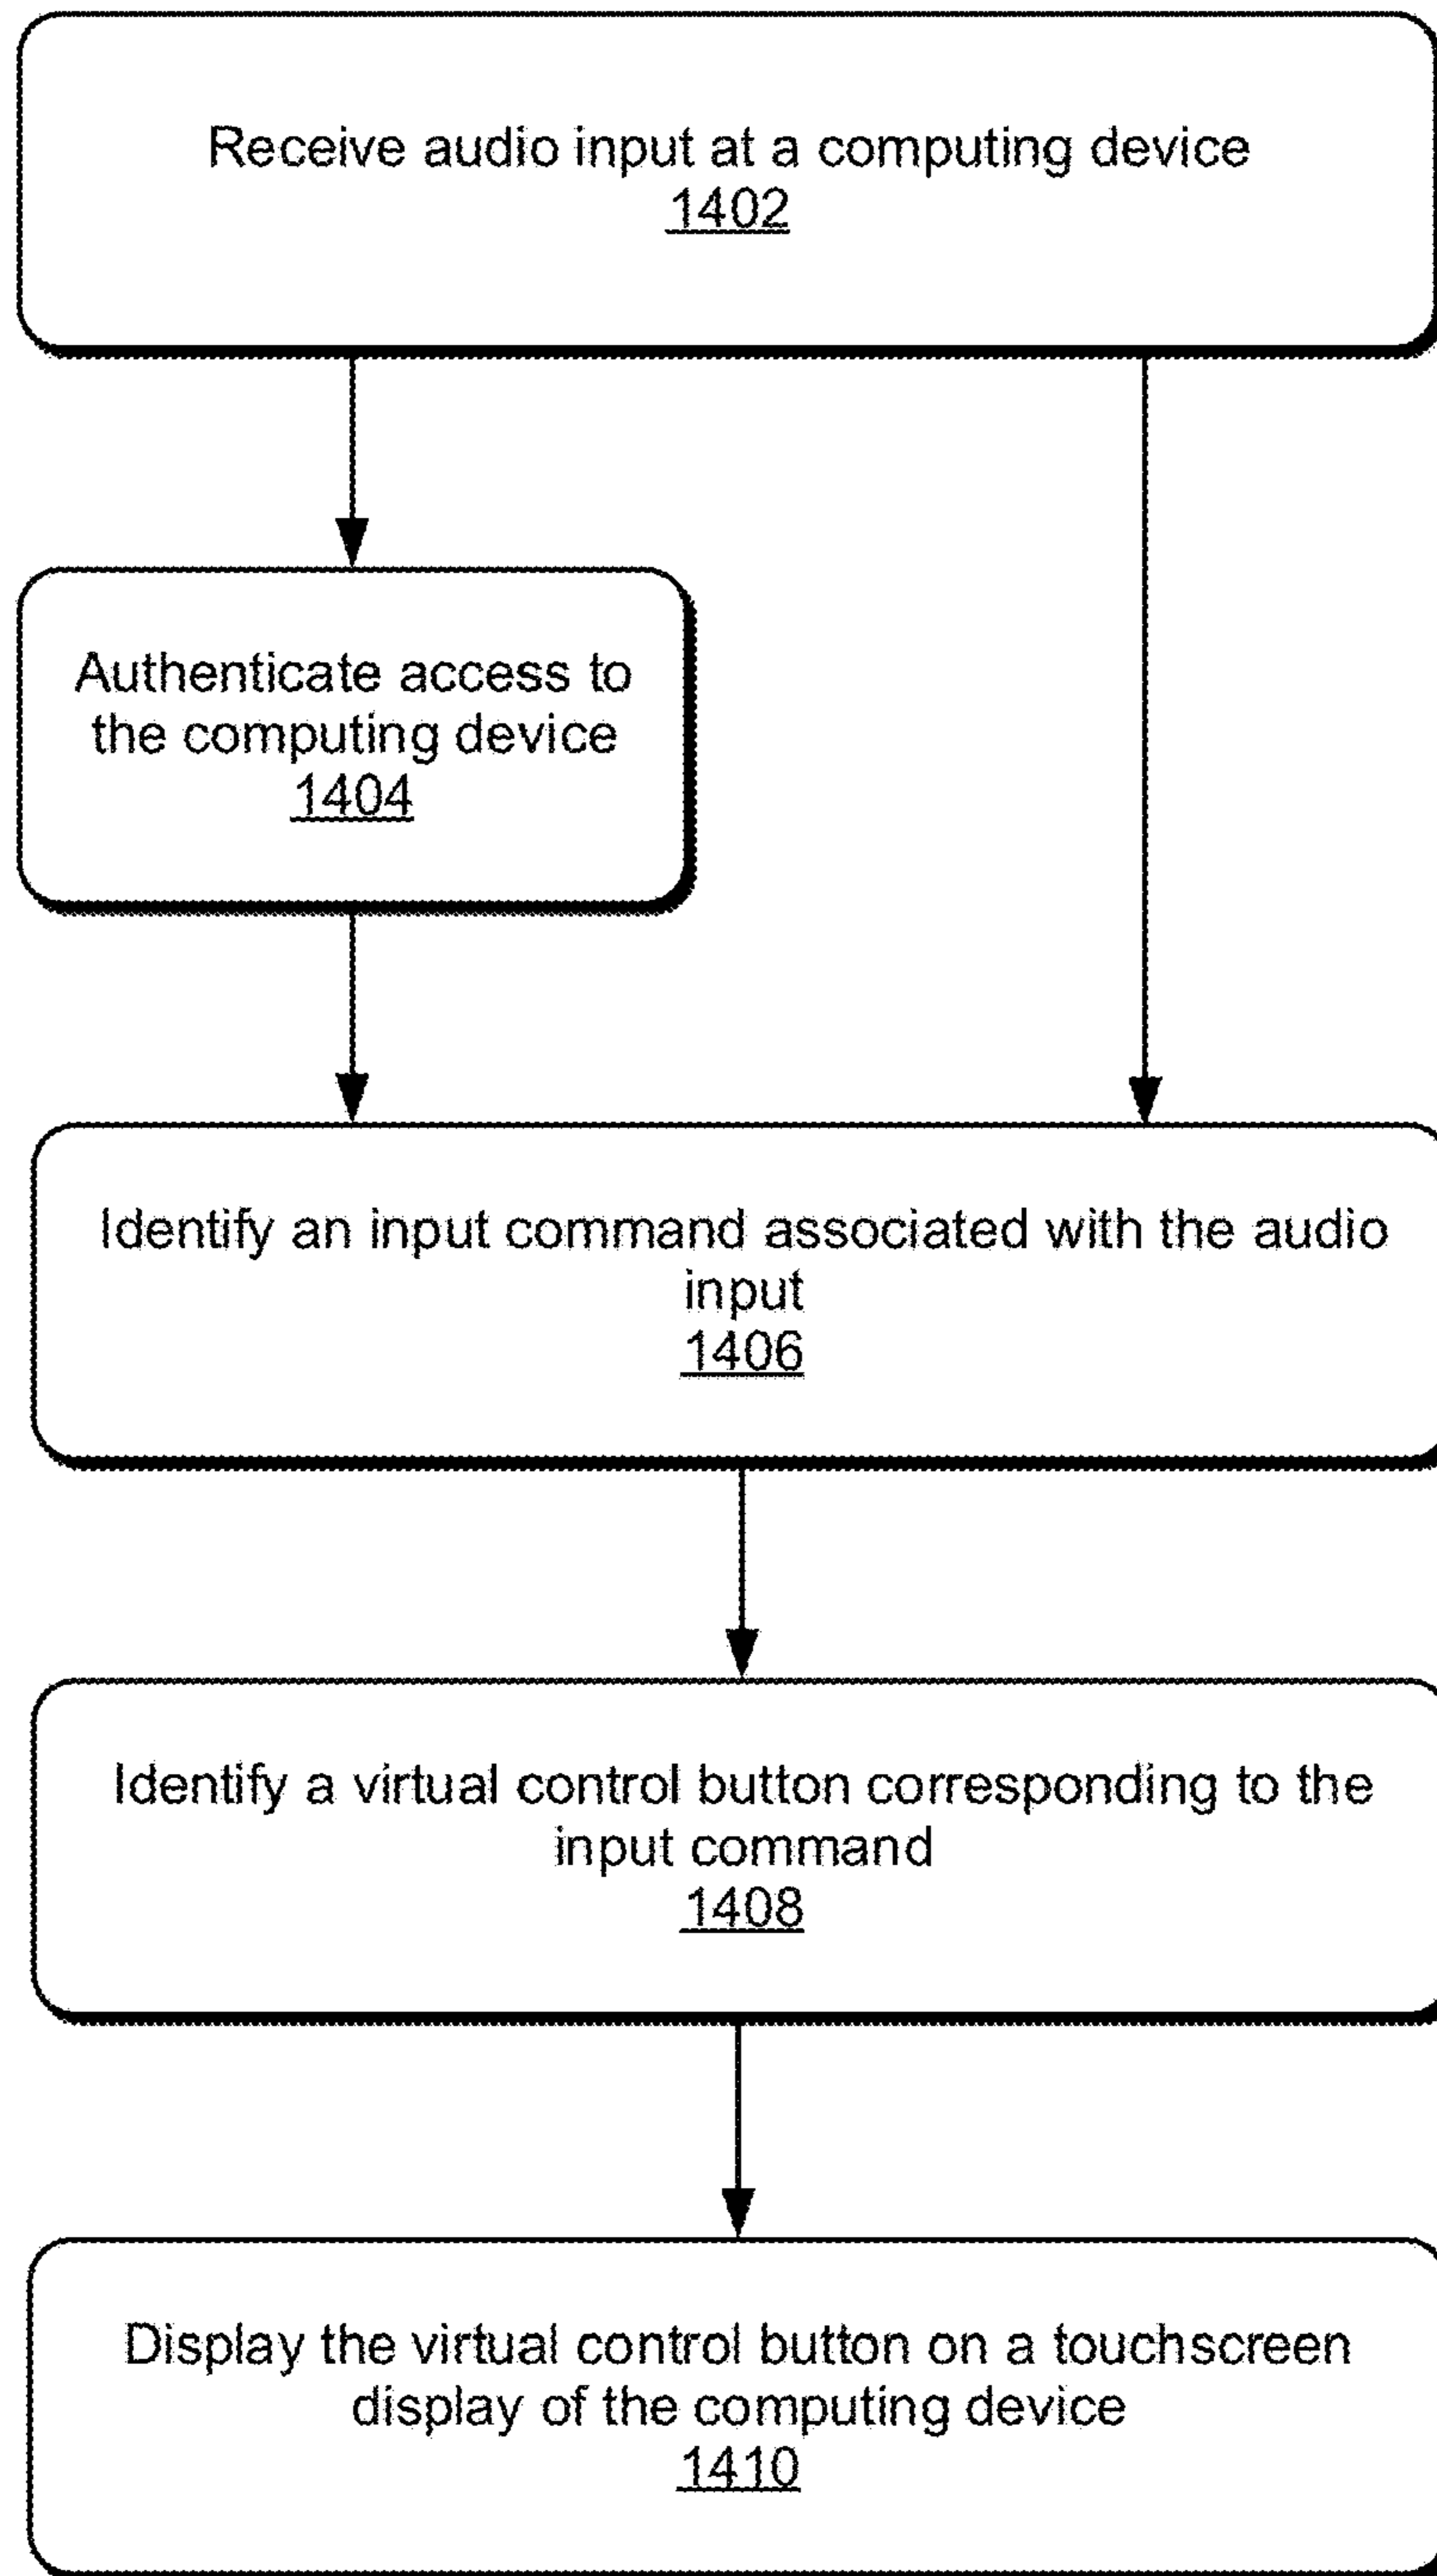 Receive audio input at a computing device
1402
Authenticate access to
the computing device
1404
Identify an input command associated with the audio
input
1406
Identify a virtual control button corresponding to the
input command
1408
Display the virtual control button on a touchscreen
display of the computing device
1410